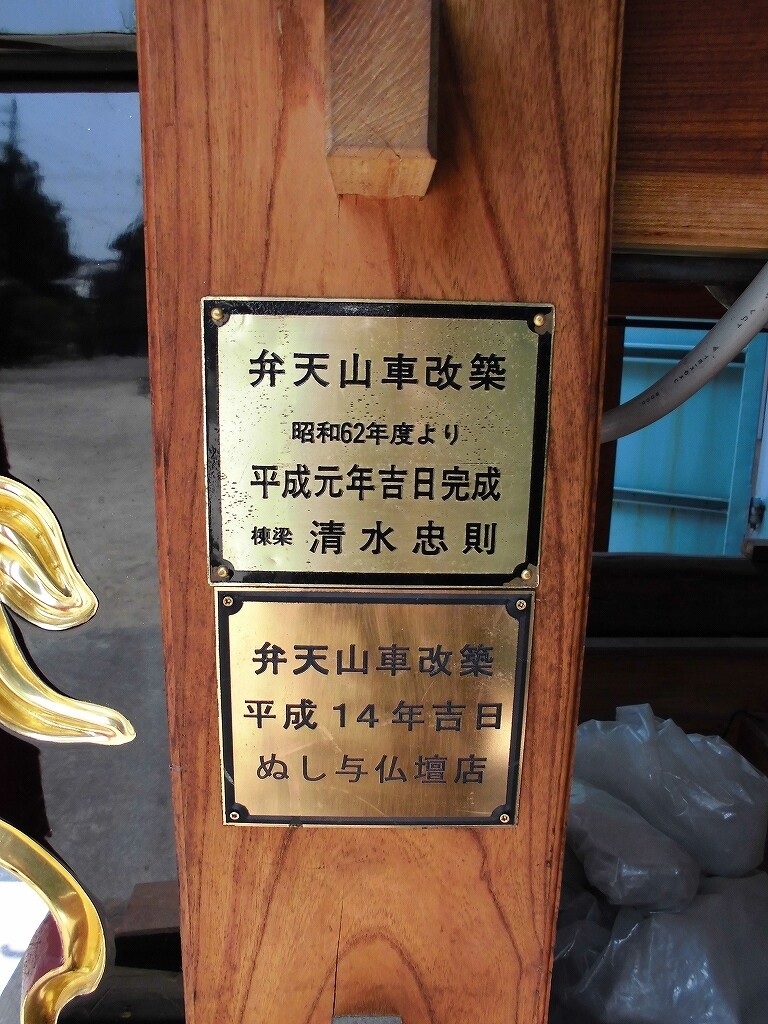 弁天山車改築
昭和62年度より
平成元年吉日完成
棟梁 清水忠則
弁天山車改築
平成14年吉日
ぬし与仏壇店